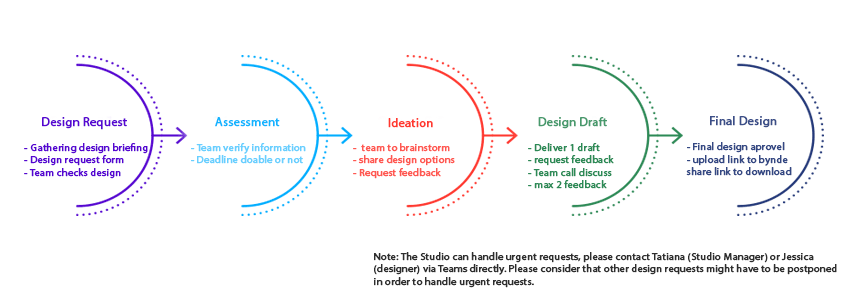 Design Request
- Gathering design briefing
- Design request form
- Team checks design
Assessment
- Team verify information
- Deadline doable or not
Ideation
- team to brainstorm
- share design options
- Request feedback
Design Draft
- Deliver 1 draft
- request feedback
- Team call discuss
- max 2 feedback
Final Design
- Final design aprovel
- upload link to bynde
share link to download
Note: The Studio can handle urgent requests, please contact Tatiana (Studio Manager) or Jessica
(designer) via Teams directly. Please consider that other design requests might have to be postponed
in order to handle urgent requests.